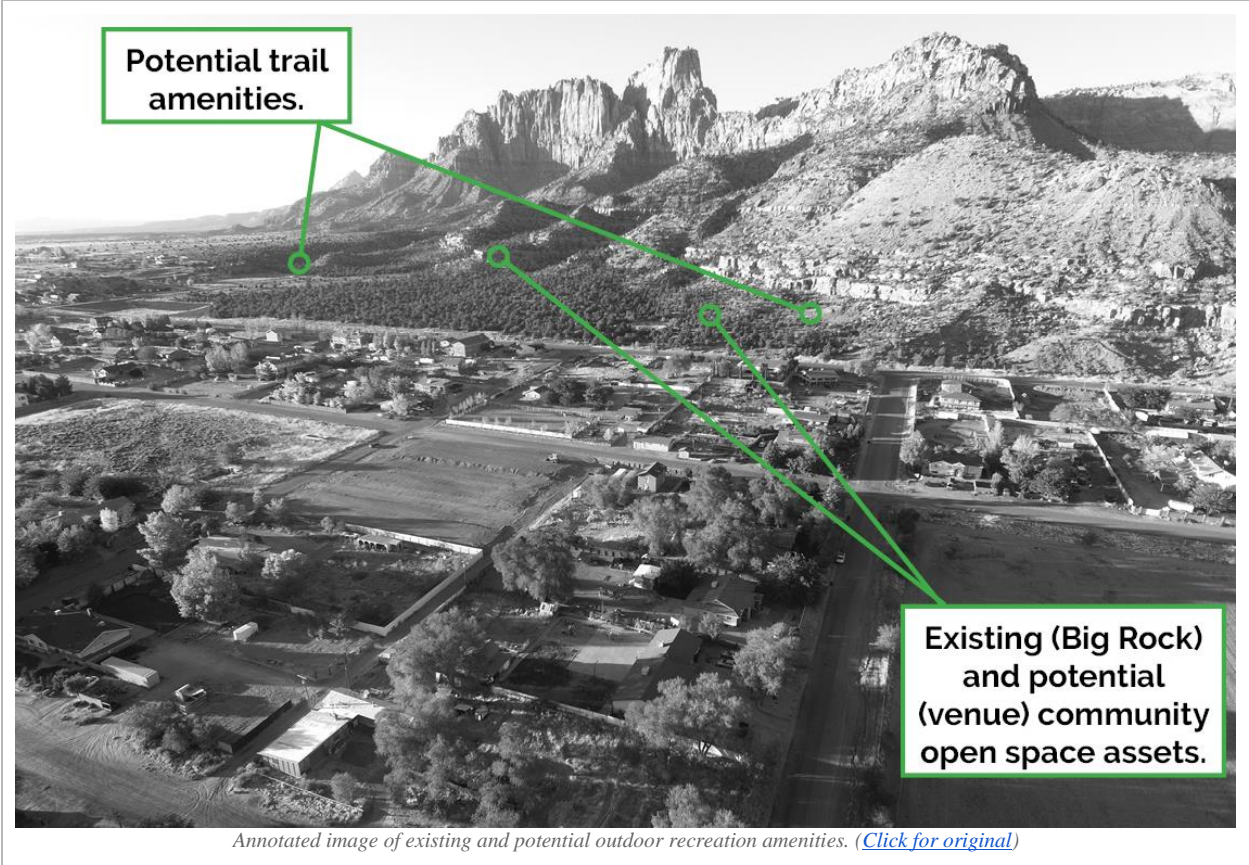 Potential trail
amenities.
Existing (Big Rock)
and potential
(venue) community
open space assets.
Annotated image of existing and potential outdoor recreation amenities. (Click for original)